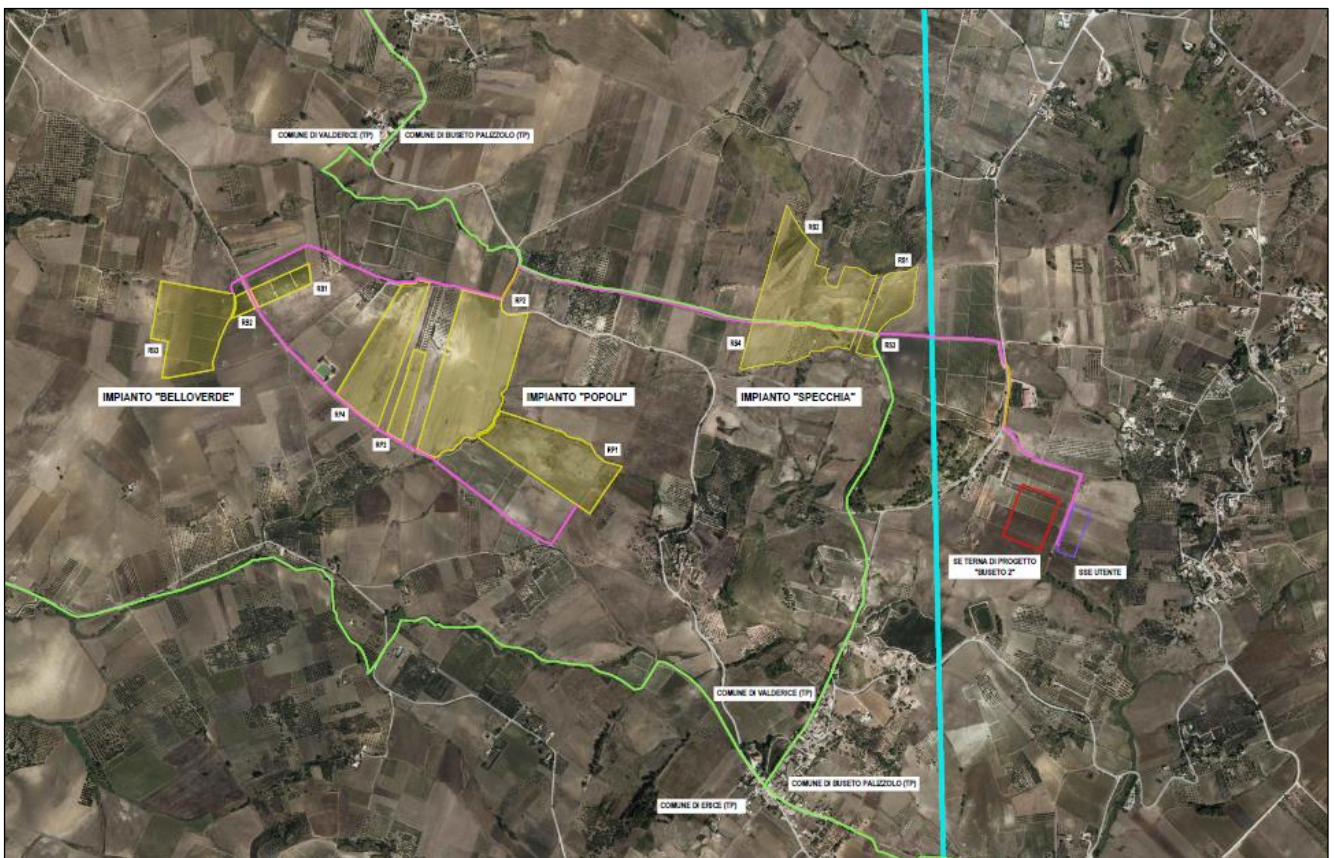 COMUNE DI VALDERICE (TP)
COMUNE DI BUSETO PALIZZOLO (TP)
RS2
RS1
RB1
RP2
RB2
RS4
RS3
RB3
IMPIANTO "BELLOVERDE"
IMPIANTO "POPOLI"
IMPIANTO "SPECCHIA"
RP4
RP3
RP1
SE TERNA DI PROGETTO
"BUSETO 2"
SSE UTENTE
COMUNE DI VALDERICE (TP)
COMUNE DI BUSETO PALIZZOLO (TP)
COMUNE DI ERICE (TP)